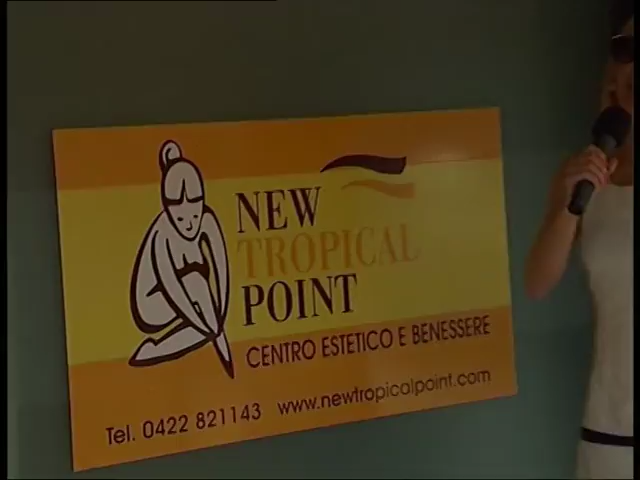 NEW
TROPICAL
POINT
CENTRO ESTETICO E BENESSERE
Tel. 0422 821143 www.newtropicalpoint.com